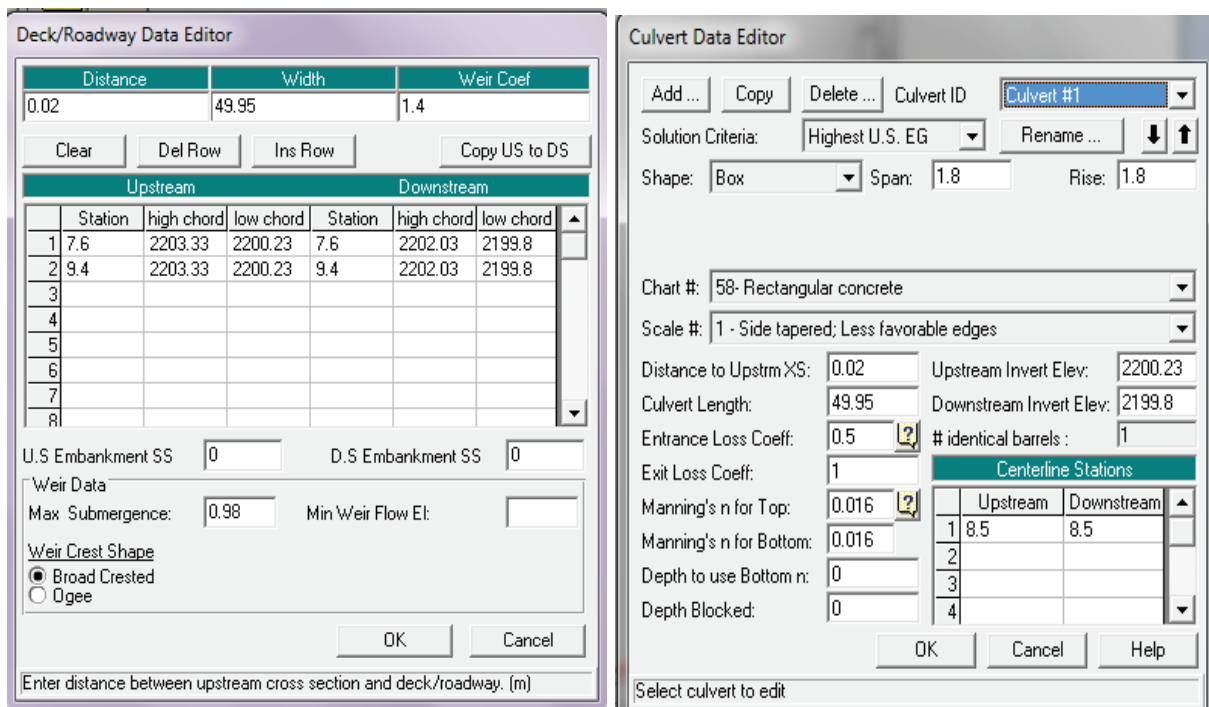 Deck/Roadway Data Editor
Distance Width Weir Coef
0.02 49.95 1.4
Clear Del Row Ins Row Copy US to DS
Upstream Downstream
Station high chord low chord Station high chord low chord
1 7.6 2203.33 2200.23 7.6 2202.03 2199.8
2 9.4 2203.33 2200.23 9.4 2202.03 2199.8
3
4
5
6
7
8
U.S Embankment SS 0 D.S Embankment SS 0
Weir Data
Max Submergence: 0.98 Min Weir Flow El:
Weir Crest Shape
Broad Crested
Ogee
OK Cancel
Enter distance between upstream cross section and deck/roadway. (m)
Culvert Data Editor
Add ... Copy Delete ... Culvert ID Culvert #1
Solution Criteria: Highest U.S. EG Rename ...
Shape: Box Span: 1.8 Rise: 1.8
Chart #: 58- Rectangular concrete
Scale #: 1 - Side tapered; Less favorable edges
Distance to Upstrm XS: 0.02 Upstream Invert Elev: 2200.23
Culvert Length: 49.95 Downstream Invert Elev: 2199.8
Entrance Loss Coeff: 0.5 # identical barrels : 1
Exit Loss Coeff: 1 Centerline Stations
Manning's n for Top: 0.016 Upstream Downstream
Manning's n for Bottom: 0.016 1 8.5 8.5
Depth to use Bottom n: 0 2
3
Depth Blocked: 0 4
OK Cancel Help
Select culvert to edit